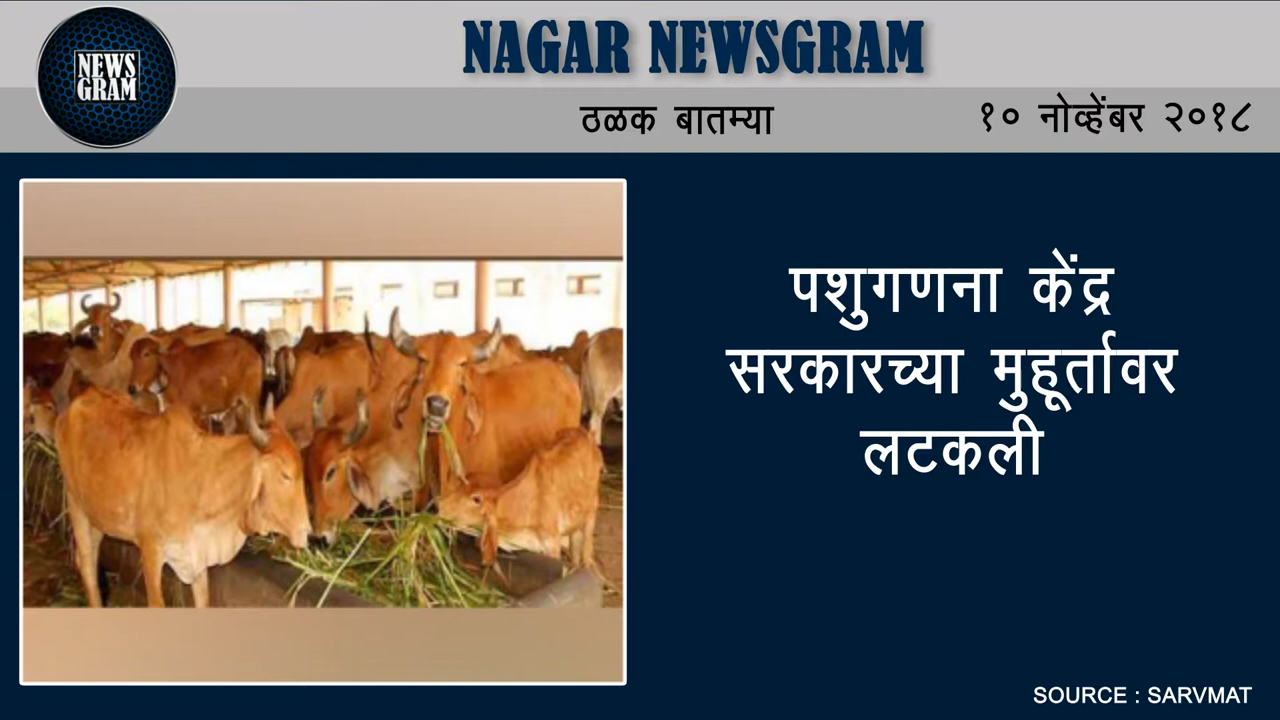 NEWS
GRAM
NAGAR NEWSGRAM
ठळक बातम्या
१० नोव्हेंबर २०१८
पशुगणना केंद्र
सरकारच्या मुहूर्तावर
लटकली
SOURCE : SARVMAT